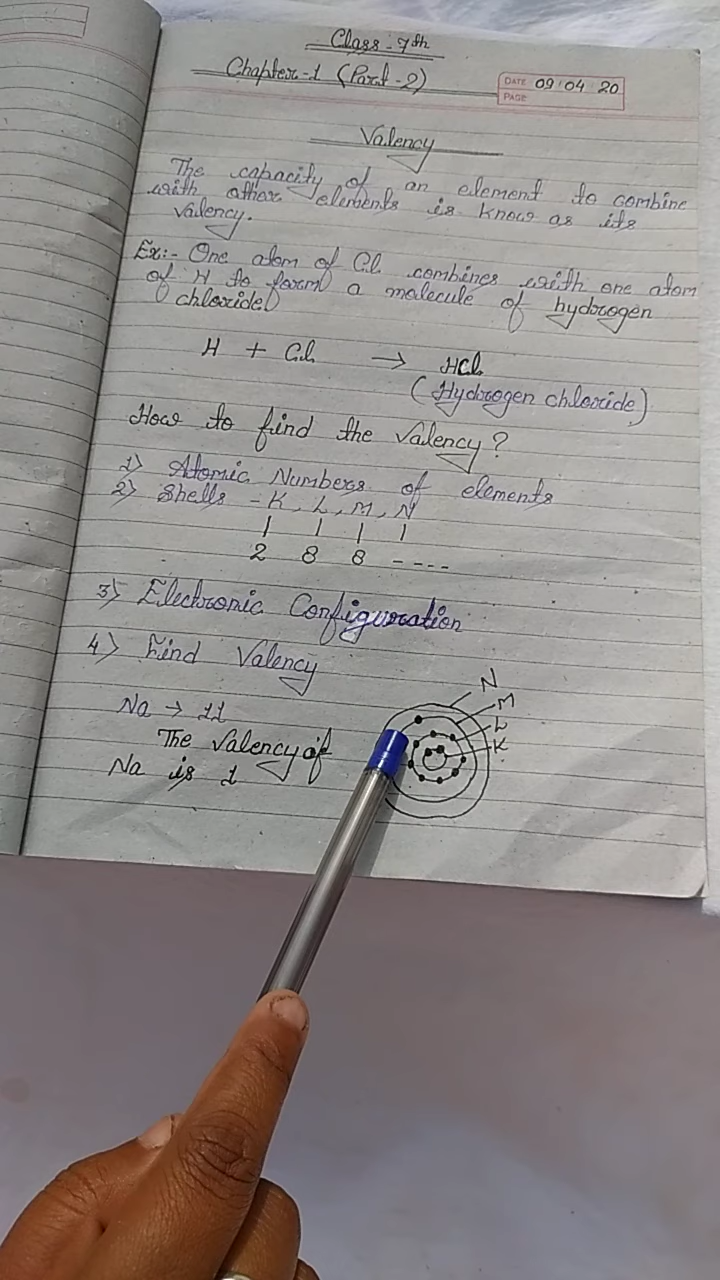 Class-7th
Chapter-1 (Part-2)
DATE 09.04.20
PAGE
Valency
The capacity of an element to combine
with other elements is know as its
Valency.
Ex:- One atom of Cl combines with one atom
of H to form a molecule of hydrogen
chloride
H + Cl → HCl
(Hydrogen chloride)
How to find the Valency?
1) Atomic Numbers of elements
2) Shells - K, L, M, N
2 8 8 ----
3) Electronic Configuration
4) Find Valency
N
M
L
K
Na → 11
The Valency of
Na is 1